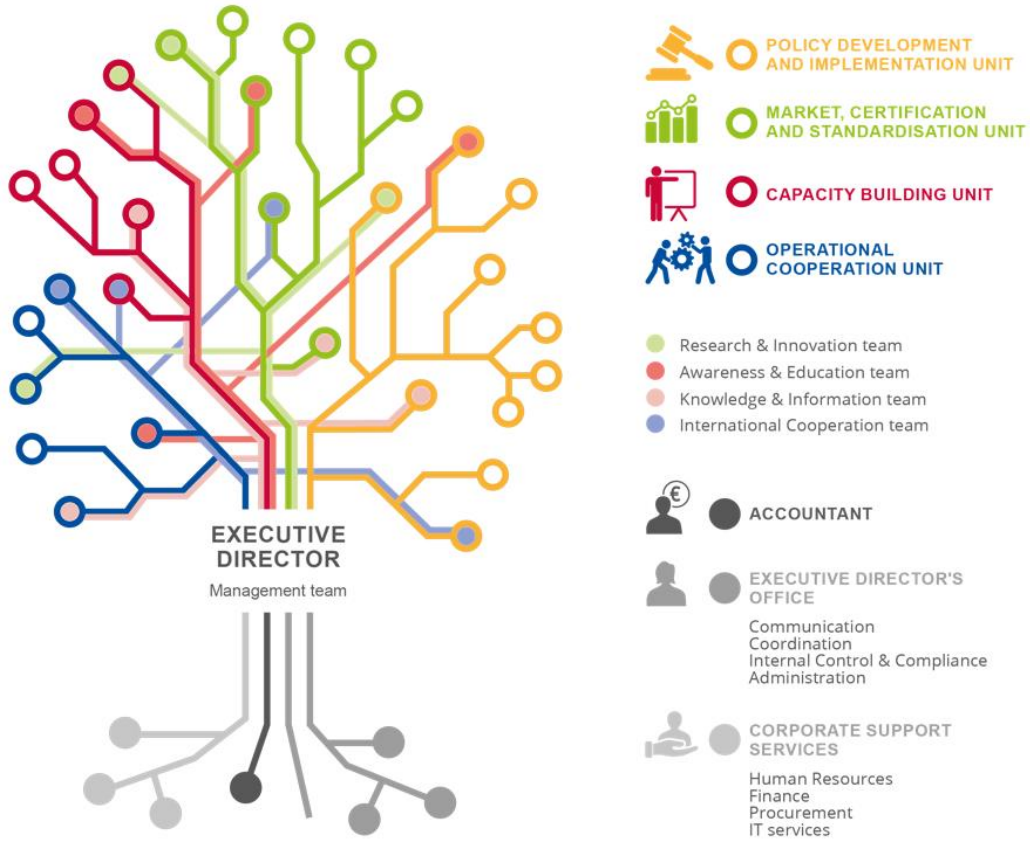 POLICY DEVELOPMENT
AND IMPLEMENTATION UNIT
MARKET, CERTIFICATION
AND STANDARDISATION UNIT
CAPACITY BUILDING UNIT
OPERATIONAL
COOPERATION UNIT
Research & Innovation team
Awareness & Education team
Knowledge & Information team
International Cooperation team
EXECUTIVE
DIRECTOR
Management team
€
ACCOUNTANT
EXECUTIVE DIRECTOR'S
OFFICE
Communication
Coordination
Internal Control & Compliance
Administration
CORPORATE SUPPORT
SERVICES
Human Resources
Finance
Procurement
IT services